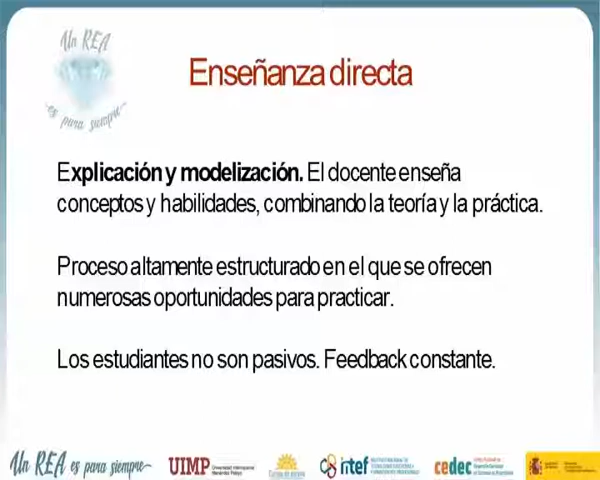 Un REA
es para siempre
Enseñanza directa
Explicación y modelización. El docente enseña
conceptos y habilidades, combinando la teoría y la práctica.
Proceso altamente estructurado en el que se ofrecen
numerosas oportunidades para practicar.
Los estudiantes no son pasivos. Feedback constante.
Un REA es para siempre
UIMP
intef
cedec